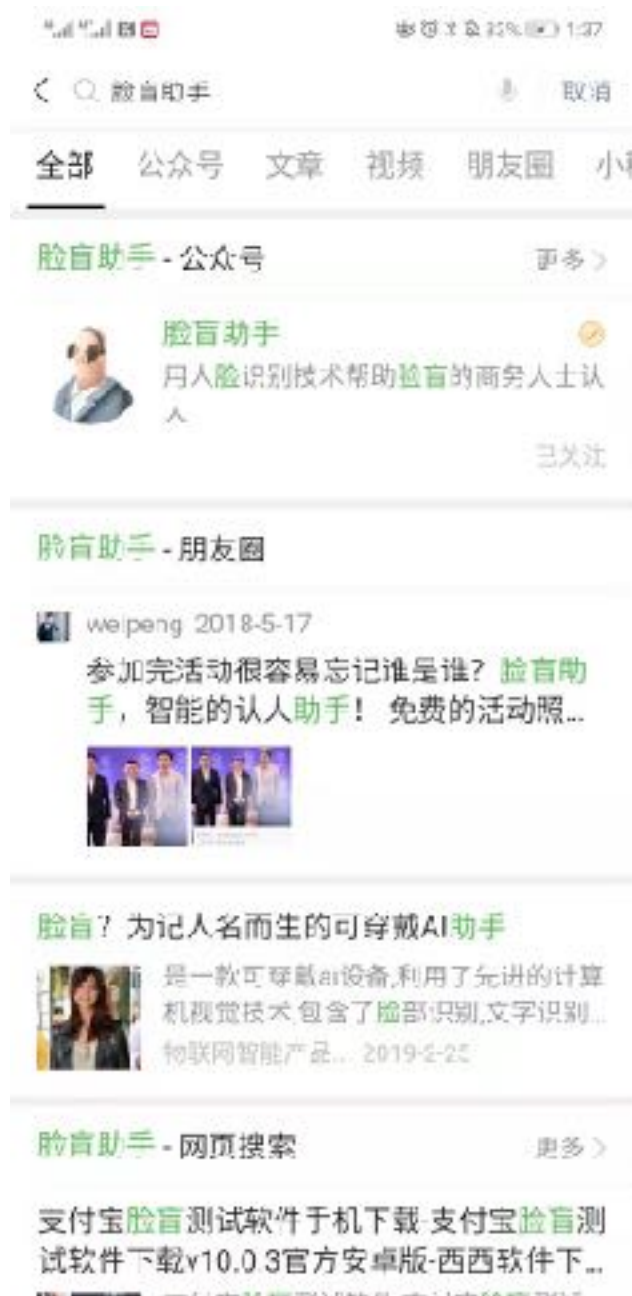 32% 1:37
脸盲助手 取消
全部 公众号 文章 视频 朋友圈
脸盲助手 - 公众号 更多
脸盲助手
用人脸识别技术帮助脸盲的商务人士认
人
已关注
脸盲助手 - 朋友圈
weipeng 2018-5-17
参加完活动很容易忘记谁是谁？脸盲助
手，智能的认人助手！ 免费的活动照...
脸盲？为记人名而生的可穿戴AI助手
是一款可穿戴ai设备,利用了先进的计算
机视觉技术,包含了脸部识别,文字识别...
物联网智能产品... 2019-2-25
脸盲助手 - 网页搜索 更多
支付宝脸盲测试软件手机下载-支付宝脸盲测
试软件下载v10.0.3官方安卓版-西西软件下...